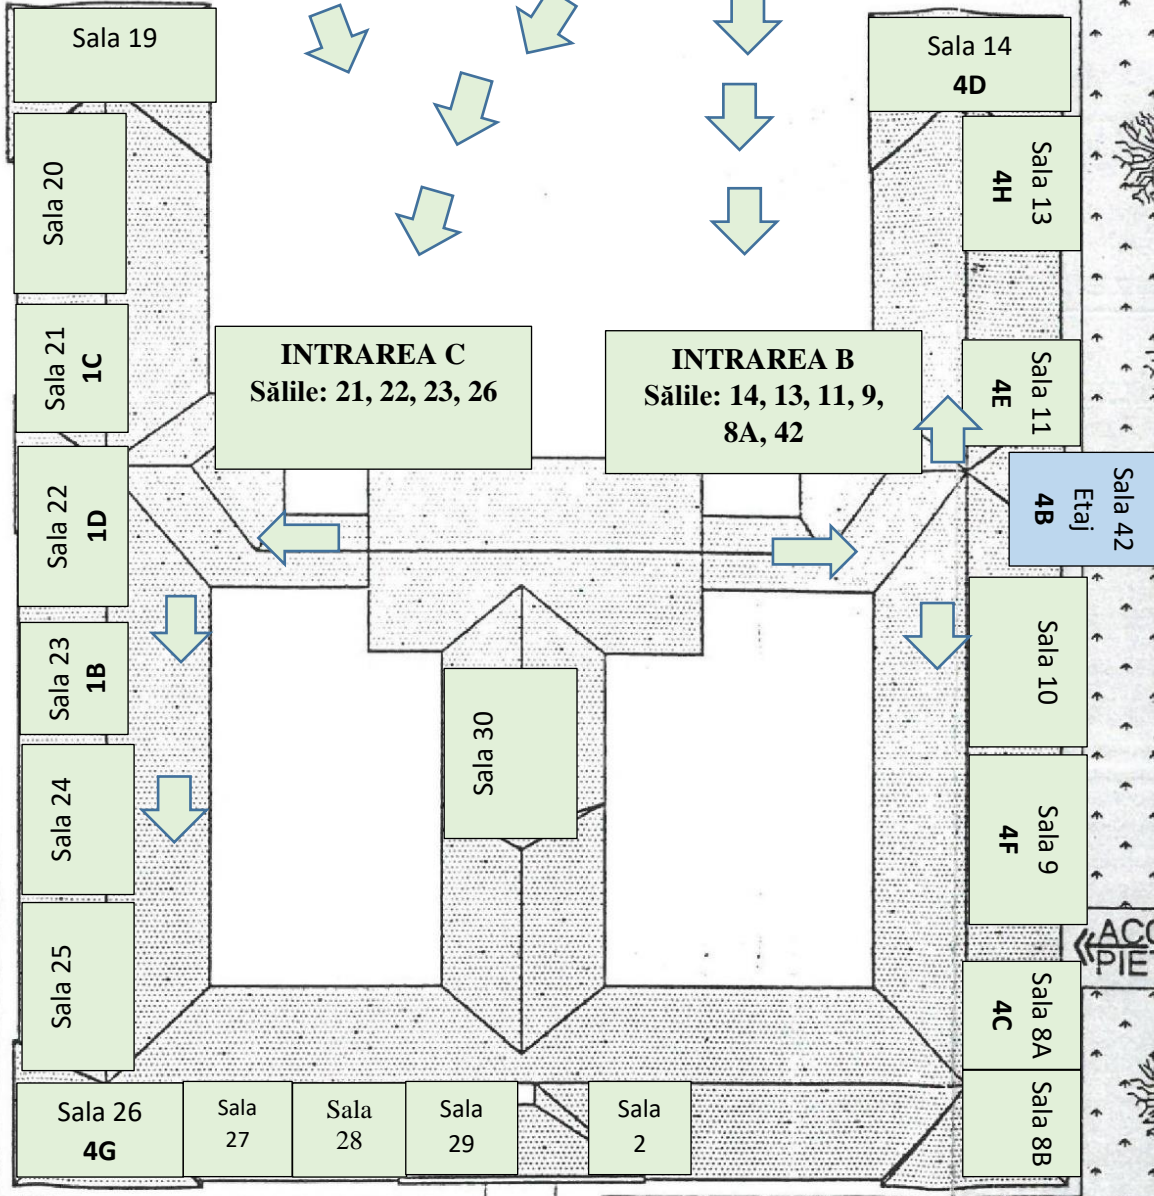 Sala 19
Sala 14
4D
Sala 20
Sala 13
4H
Sala 21
1C
INTRAREA C
Sălile: 21, 22, 23, 26
INTRAREA B
Sălile: 14, 13, 11, 9,
8A, 42
Sala 11
4E
Sala 22
1D
Sala 42
Etaj
4B
Sala 23
1B
Sala 10
Sala 30
Sala 24
Sala 9
4F
Sala 25
ACC
PIE
Sala 8A
4C
Sala 26
4G
Sala
27
Sala
28
Sala
29
Sala
2
Sala 8B